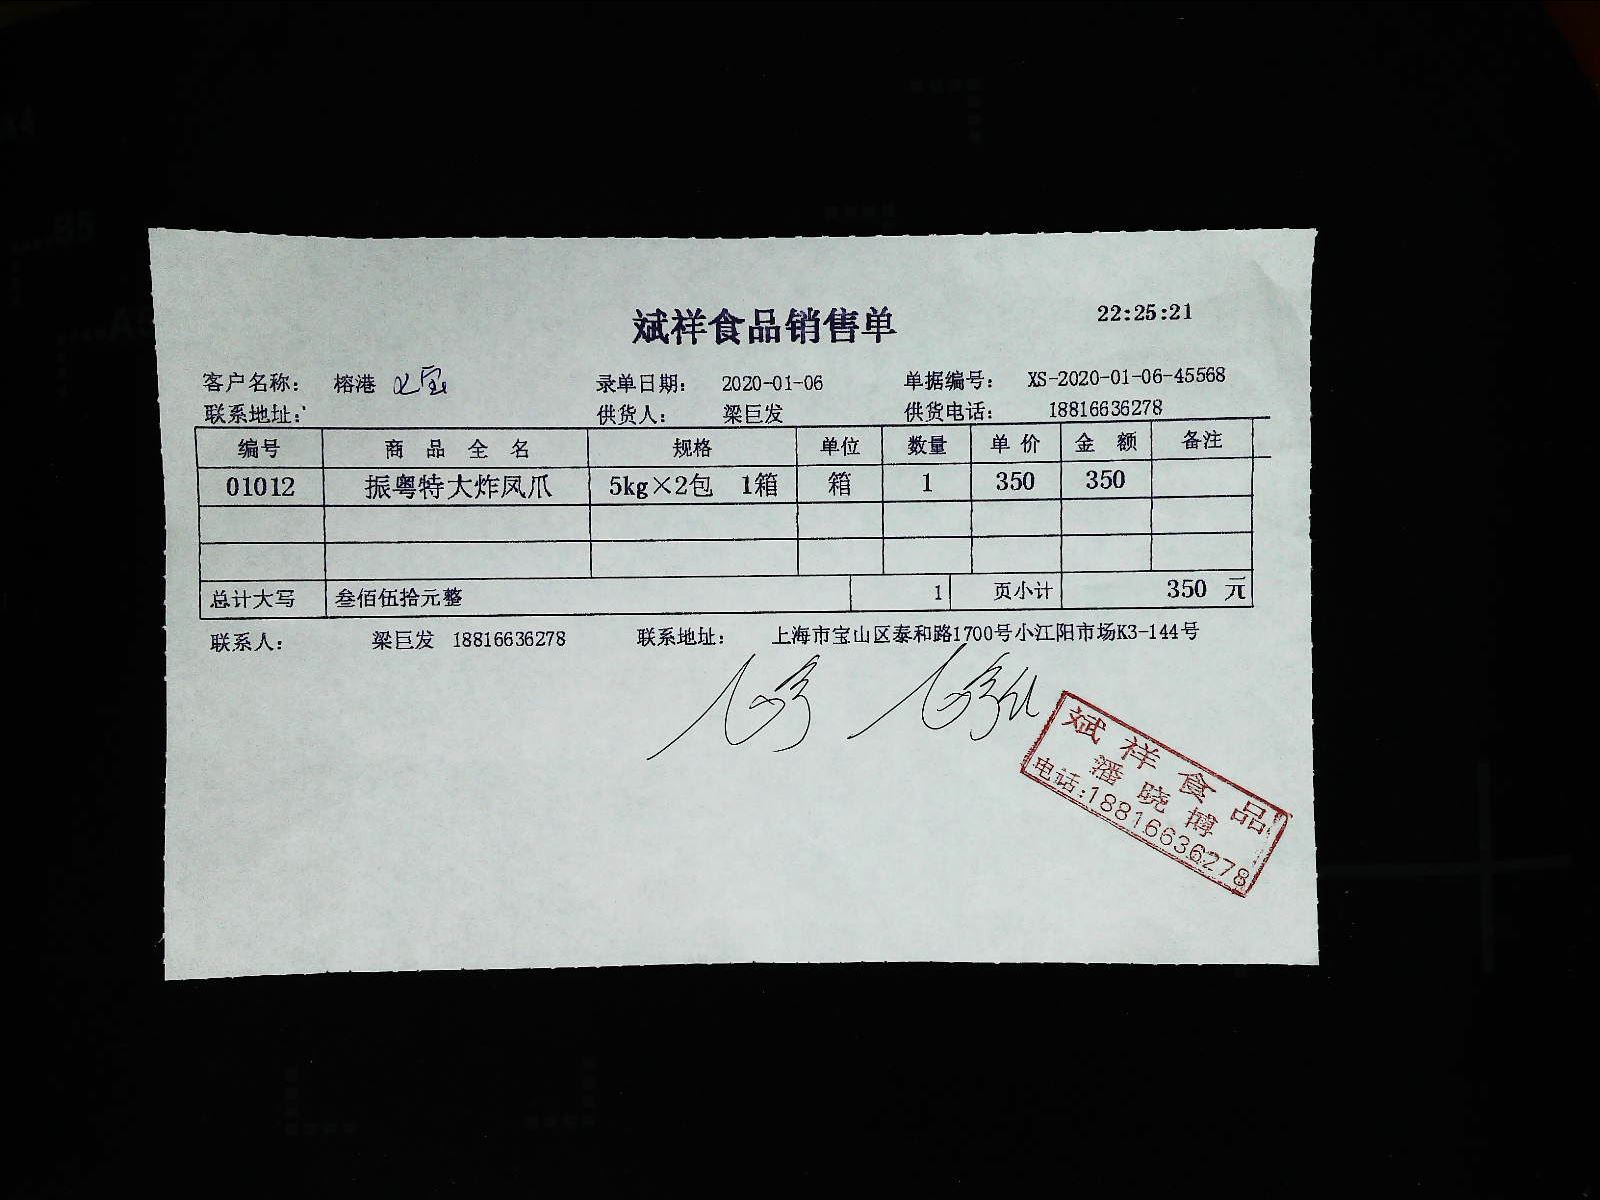 斌祥食品销售单 22:25:21
客户名称： 榕港 录单日期： 2020-01-06 单据编号： XS-2020-01-06-45568
联系地址： 供货人： 梁巨发 供货电话： 18816636278
编号 商品全名 规格 单位 数量 单价 金额 备注
01012 振粤特大炸凤爪 5kg×2包 1箱 箱 1 350 350
总计大写 叁佰伍拾元整 1 页小计 350 元
联系人： 梁巨发 18816636278 联系地址： 上海市宝山区泰和路1700号小江阳市场K3-144号
斌祥食品
潘晓博
电话:18816636278